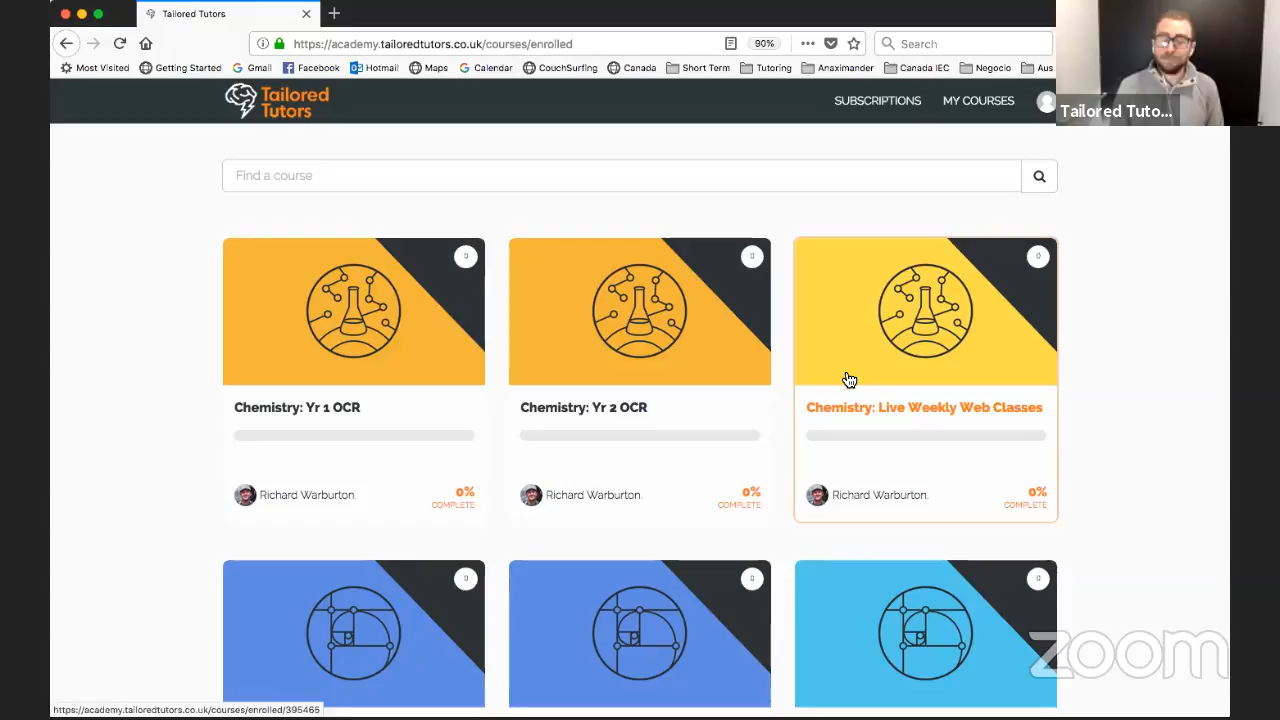 Tailored Tutors
https://academy.tailoredtutors.co.uk/courses/enrolled
90%
Search
Most Visited
Getting Started
Gmail
Facebook
Hotmail
Maps
Calendar
CouchSurfing
Canada
Short Term
Tutoring
Anaximander
Canada IEC
Negocio
Aus
Tailored
Tutors
SUBSCRIPTIONS
MY COURSES
Tailored Tuto...
Find a course
0
0
0
Chemistry: Yr 1 OCR
Chemistry: Yr 2 OCR
Chemistry: Live Weekly Web Classes
Richard Warburton.
0%
COMPLETE
Richard Warburton.
0%
COMPLETE
Richard Warburton.
0%
COMPLETE
0
0
0
zoom
https://academy.tailoredtutors.co.uk/courses/enrolled/395465